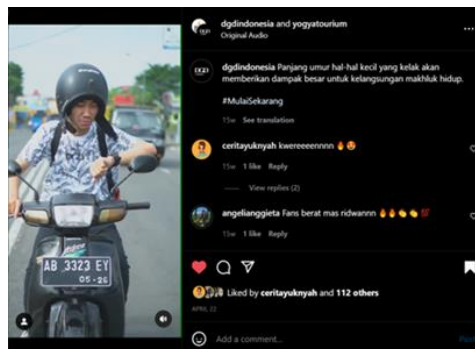 dgdindonesia and yogyatourium
Original Audio
DGD
dgdindonesia Panjang umur hal-hal kecil yang kelak akan
memberikan dampak besar untuk kelangsungan makhluk hidup.
#MulaiSekarang
15w See translation
ceritayuknyah kwereeeennnn 🔥😍
15w 1 like Reply
View replies (2)
angelianggieta Fans berat mas ridwannn 🔥🔥👏👏💯
15w 1 like Reply
Liked by ceritayuknyah and 112 others
APRIL 22
Add a comment...
Post
AB 3323 EY
05-26